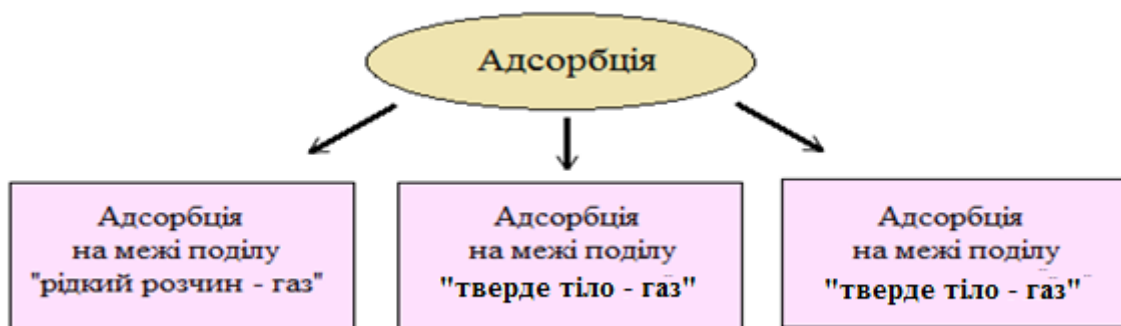 Адсорбція
Адсорбція
на межі поділу
"рідкий розчин - газ"
Адсорбція
на межі поділу
"тверде тіло - газ"
Адсорбція
на межі поділу
"тверде тіло - газ"